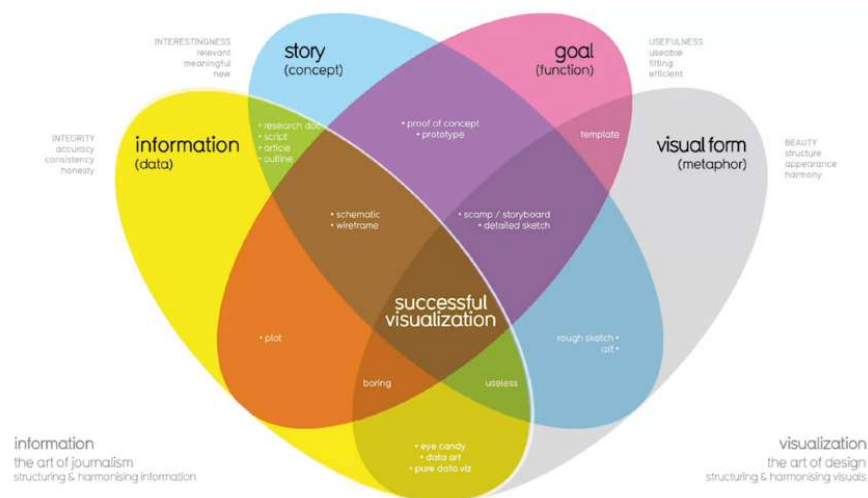 INTERESTINGNESS
relevant
meaningful
new
story
(concept)
goal
(function)
USEFULNESS
useable
fitting
efficient
INTEGRITY
accuracy
consistency
honesty
information
(data)
• research doc
• script
• article
• outline
• proof of concept
• prototype
template
visual form
(metaphor)
BEAUTY
structure
appearance
harmony
• schematic
• wireframe
• scamp / storyboard
• detailed sketch
successful
visualization
• plot
rough sketch •
art •
boring
useless
• eye candy
• data art
• pure data viz
information
the art of journalism
structuring & harmonising information
visualization
the art of design
structuring & harmonising visuals